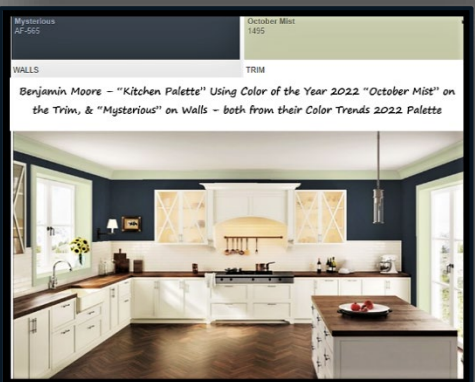 Mysterious
AF-565
October Mist
1495
WALLS
TRIM
Benjamin Moore – "Kitchen Palette" Using Color of the Year 2022 "October Mist" on
the Trim, & "Mysterious" on Walls – both from their Color Trends 2022 Palette